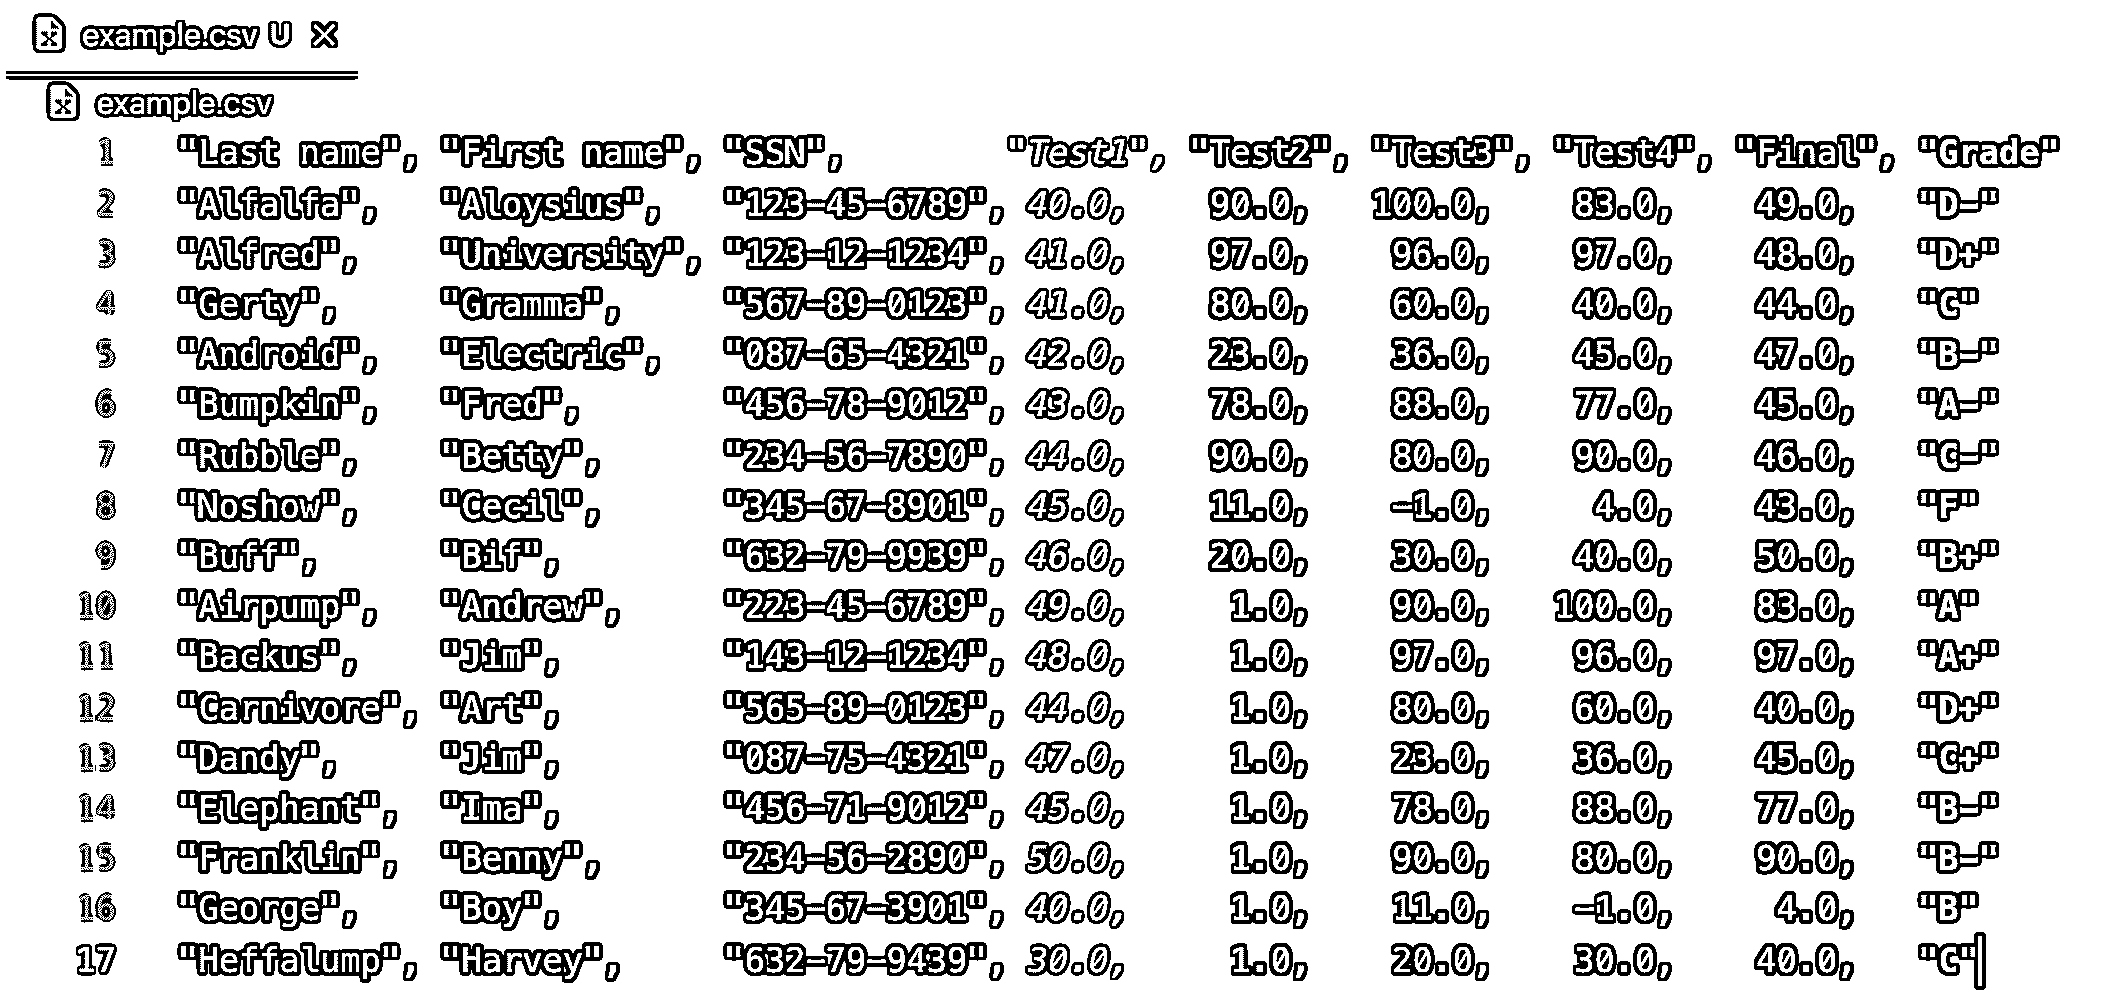 example.csv U ×
example.csv
1 "Last name", "First name", "SSN", "Test1", "Test2", "Test3", "Test4", "Final", "Grade"
2 "Alfalfa", "Aloysius", "123-45-6789", 40.0, 90.0, 100.0, 83.0, 49.0, "D-"
3 "Alfred", "University", "123-12-1234", 41.0, 97.0, 96.0, 97.0, 48.0, "D+"
4 "Gerty", "Gramma", "567-89-0123", 41.0, 80.0, 60.0, 40.0, 44.0, "C"
5 "Android", "Electric", "087-65-4321", 42.0, 23.0, 36.0, 45.0, 47.0, "B-"
6 "Bumpkin", "Fred", "456-78-9012", 43.0, 78.0, 88.0, 77.0, 45.0, "A-"
7 "Rubble", "Betty", "234-56-7890", 44.0, 90.0, 80.0, 90.0, 46.0, "C-"
8 "Noshow", "Cecil", "345-67-8901", 45.0, 11.0, -1.0, 4.0, 43.0, "F"
9 "Buff", "Bif", "632-79-9939", 46.0, 20.0, 30.0, 40.0, 50.0, "B+"
10 "Airpump", "Andrew", "223-45-6789", 49.0, 1.0, 90.0, 100.0, 83.0, "A"
11 "Backus", "Jim", "143-12-1234", 48.0, 1.0, 97.0, 96.0, 97.0, "A+"
12 "Carnivore", "Art", "565-89-0123", 44.0, 1.0, 80.0, 60.0, 40.0, "D+"
13 "Dandy", "Jim", "087-75-4321", 47.0, 1.0, 23.0, 36.0, 45.0, "C+"
14 "Elephant", "Ima", "456-71-9012", 45.0, 1.0, 78.0, 88.0, 77.0, "B-"
15 "Franklin", "Benny", "234-56-2890", 50.0, 1.0, 90.0, 80.0, 90.0, "B-"
16 "George", "Boy", "345-67-3901", 40.0, 1.0, 11.0, -1.0, 4.0, "B"
17 "Heffalump", "Harvey", "632-79-9439", 30.0, 1.0, 20.0, 30.0, 40.0, "C"